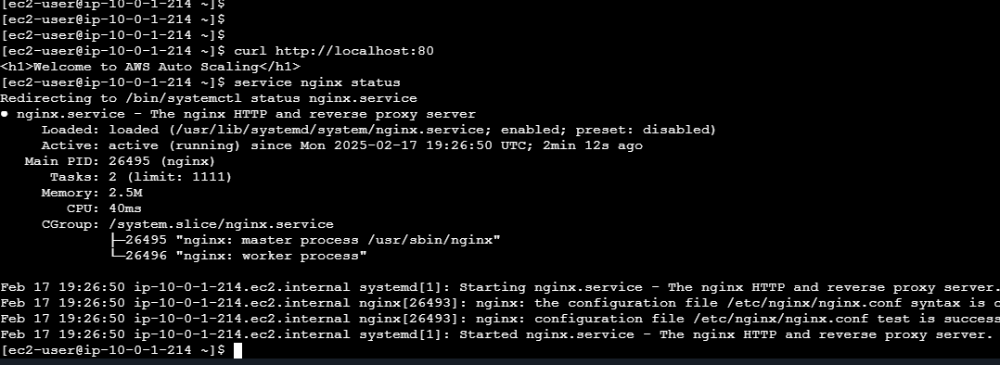 [ec2-user@ip-10-0-1-214 ~]$
[ec2-user@ip-10-0-1-214 ~]$
[ec2-user@ip-10-0-1-214 ~]$
[ec2-user@ip-10-0-1-214 ~]$ curl http://localhost:80
<h1>Welcome to AWS Auto Scaling</h1>
[ec2-user@ip-10-0-1-214 ~]$ service nginx status
Redirecting to /bin/systemctl status nginx.service
● nginx.service - The nginx HTTP and reverse proxy server
     Loaded: loaded (/usr/lib/systemd/system/nginx.service; enabled; preset: disabled)
     Active: active (running) since Mon 2025-02-17 19:26:50 UTC; 2min 12s ago
   Main PID: 26495 (nginx)
      Tasks: 2 (limit: 1111)
     Memory: 2.5M
        CPU: 40ms
     CGroup: /system.slice/nginx.service
             ├─26495 "nginx: master process /usr/sbin/nginx"
             └─26496 "nginx: worker process"
Feb 17 19:26:50 ip-10-0-1-214.ec2.internal systemd[1]: Starting nginx.service - The nginx HTTP and reverse proxy server.
Feb 17 19:26:50 ip-10-0-1-214.ec2.internal nginx[26493]: nginx: the configuration file /etc/nginx/nginx.conf syntax is
Feb 17 19:26:50 ip-10-0-1-214.ec2.internal nginx[26493]: nginx: configuration file /etc/nginx/nginx.conf test is success
Feb 17 19:26:50 ip-10-0-1-214.ec2.internal systemd[1]: Started nginx.service - The nginx HTTP and reverse proxy server.
[ec2-user@ip-10-0-1-214 ~]$